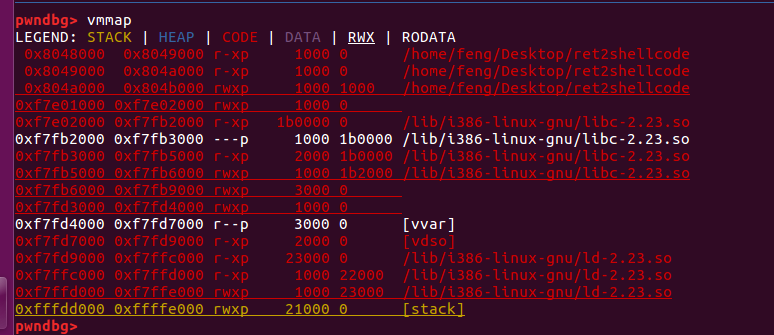 pwndbg> vmmap
LEGEND: STACK | HEAP | CODE | DATA | RWX | RODATA
 0x8048000  0x8049000 r-xp     1000 0      /home/feng/Desktop/ret2shellcode
 0x8049000  0x804a000 r-xp     1000 0      /home/feng/Desktop/ret2shellcode
 0x804a000  0x804b000 rwxp     1000 1000   /home/feng/Desktop/ret2shellcode
0xf7e01000 0xf7e02000 rwxp     1000 0
0xf7e02000 0xf7fb2000 r-xp   1b0000 0      /lib/i386-linux-gnu/libc-2.23.so
0xf7fb2000 0xf7fb3000 ---p     1000 1b0000 /lib/i386-linux-gnu/libc-2.23.so
0xf7fb3000 0xf7fb5000 r-xp     2000 1b0000 /lib/i386-linux-gnu/libc-2.23.so
0xf7fb5000 0xf7fb6000 rwxp     1000 1b2000 /lib/i386-linux-gnu/libc-2.23.so
0xf7fb6000 0xf7fb9000 rwxp     3000 0
0xf7fd3000 0xf7fd4000 rwxp     1000 0
0xf7fd4000 0xf7fd7000 r--p     3000 0      [vvar]
0xf7fd7000 0xf7fd9000 r-xp     2000 0      [vdso]
0xf7fd9000 0xf7ffc000 r-xp    23000 0      /lib/i386-linux-gnu/ld-2.23.so
0xf7ffc000 0xf7ffd000 r-xp     1000 22000  /lib/i386-linux-gnu/ld-2.23.so
0xf7ffd000 0xf7ffe000 rwxp     1000 23000  /lib/i386-linux-gnu/ld-2.23.so
0xfffdd000 0xffffe000 rwxp    21000 0      [stack]
pwndbg>